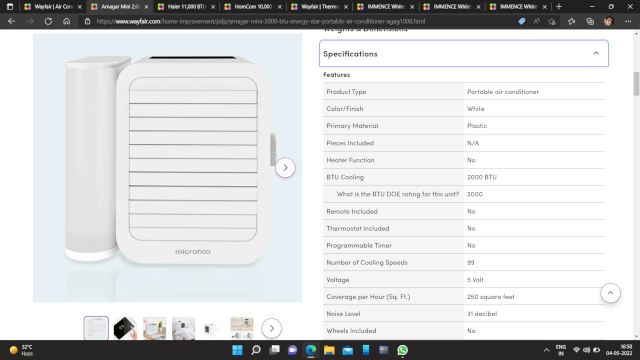 Wayfair | Air Con
Arnagar Mini 2,0
Haier 11,000 BTU
HomCom 10,000
Wayfair | Thermo
IMMENCE White
IMMENCE White
IMMENCE White
https://www.wayfair.com/home-improvement/pdp/arnagar-mini-2000-btu-energy-star-portable-air-conditioner-agag1008.html
Weights & Dimensions
Specifications
Features
Product Type Portable air conditioner
Color/Finish White
Primary Material Plastic
Pieces Included N/A
Heater Function No
BTU Cooling 2000 BTU
What is the BTU DOE rating for this unit? 2000
Remote Included No
Thermostat Included No
Programmable Timer No
Number of Cooling Speeds 99
Voltage 5 Volt
Coverage per Hour (Sq. Ft.) 250 square feet
Noise Level 31 decibel
Wheels Included No
microhoo
32°C
Haze
ENG
IN
16:50
04-05-2022